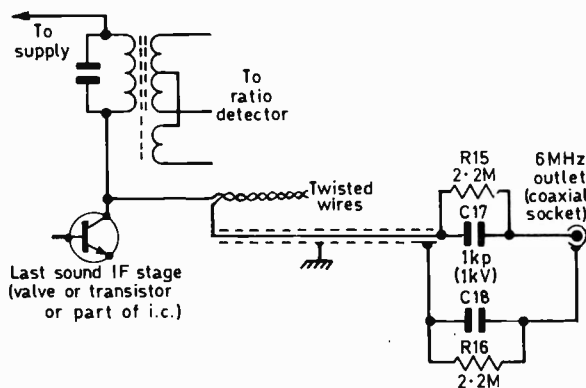 To
supply
To
ratio
detector
Twisted
wires
Last sound IF stage
(valve or transistor
or part of i.c.)
R15
2·2M
6MHz
outlet
(coaxial
socket)
C17
1kp
(1kV)
C18
R16
2·2M